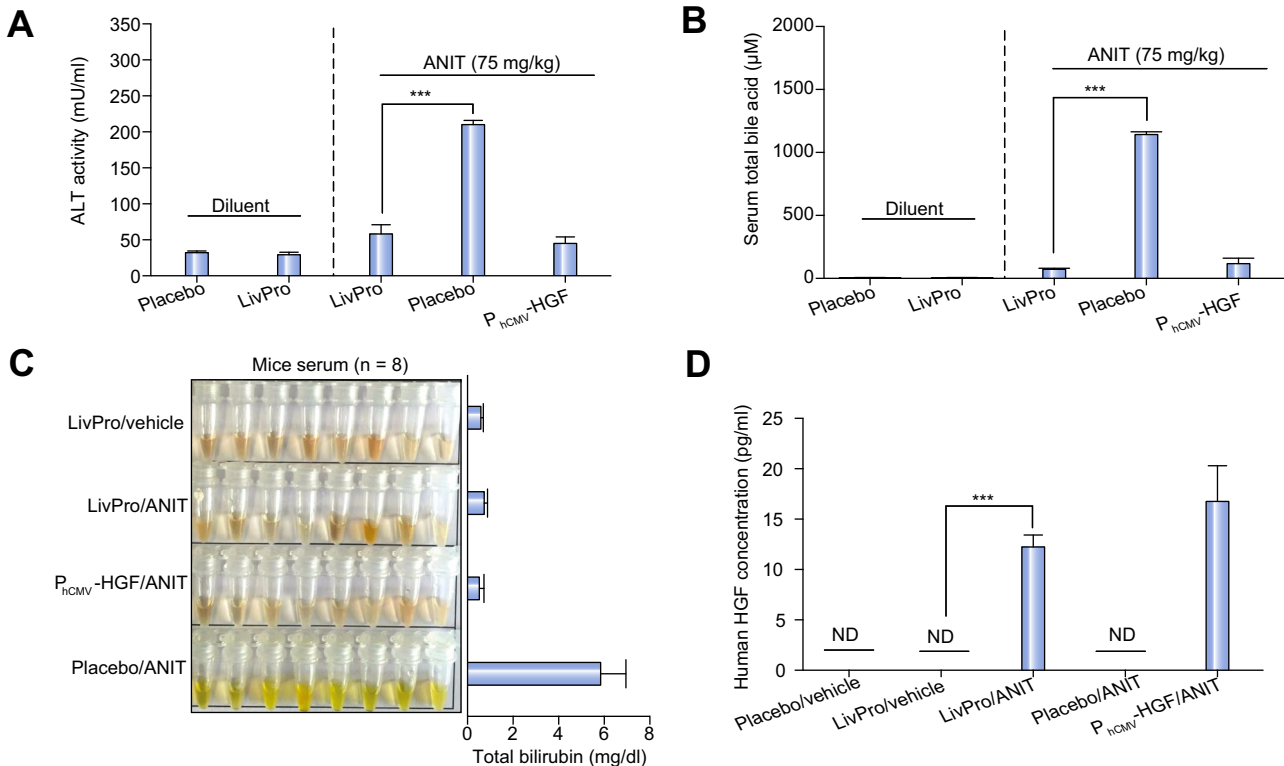 A
ALT activity (mU/ml)
350
300
250
200
150
100
50
0
Diluent
ANIT (75 mg/kg)
***
Placebo
LivPro
LivPro
Placebo
PhCMV-HGF
B
Serum total bile acid (µM)
2000
1500
1000
500
0
Diluent
ANIT (75 mg/kg)
***
Placebo
LivPro
LivPro
Placebo
PhCMV-HGF
C
Mice serum (n = 8)
LivPro/vehicle
LivPro/ANIT
PhCMV-HGF/ANIT
Placebo/ANIT
0 2 4 6 8
Total bilirubin (mg/dl)
D
Human HGF concentration (pg/ml)
25
20
15
10
5
0
ND
ND
***
ND
Placebo/vehicle
LivPro/vehicle
LivPro/ANIT
Placebo/ANIT
PhCMV-HGF/ANIT